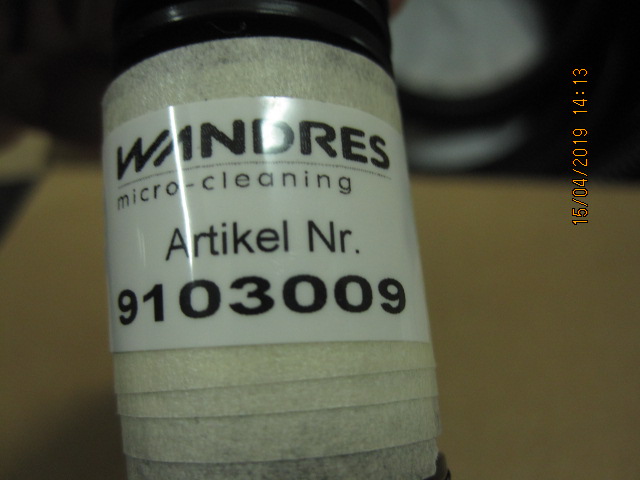 WANDRES
micro-cleaning
Artikel Nr.
9103009
15/04/2019 14:13